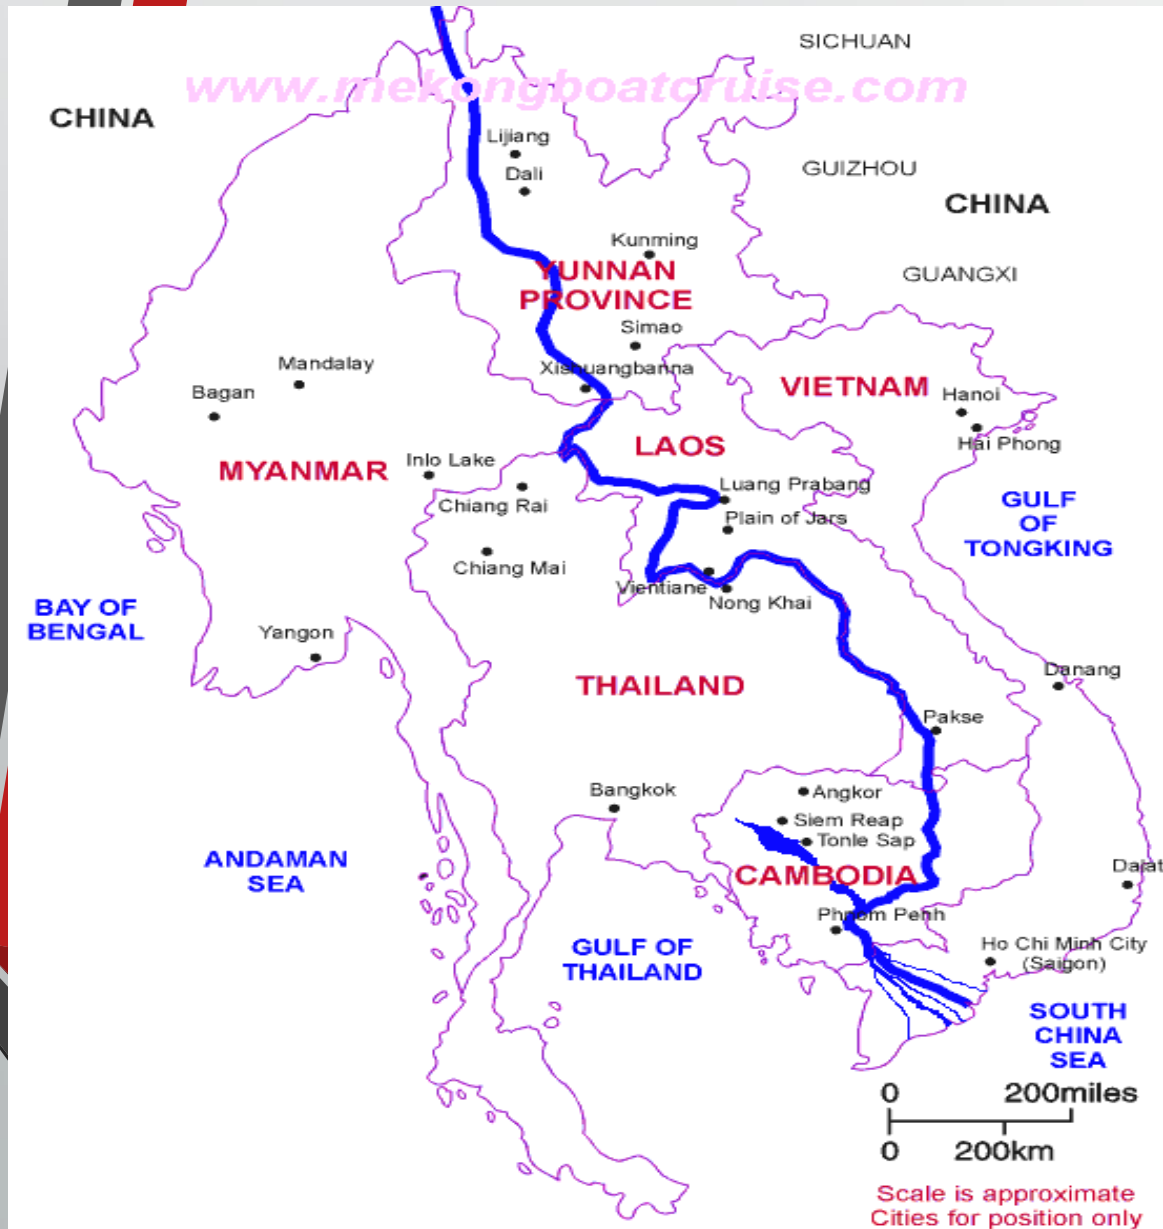 SICHUAN
www.mekongboatcruise.com
CHINA
Lijiang
GUIZHOU
Dali
CHINA
Kunming
YUNNAN
PROVINCE
GUANGXI
Simao
Mandalay
Xishuangbanna
Bagan
VIETNAM
Hanoi
Hai Phong
LAOS
Inlo Lake
MYANMAR
Luang Prabang
Chiang Rai
GULF
OF
TONGKING
Plain of Jars
Chiang Mai
Vientiane
Nong Khai
BAY OF
BENGAL
Yangon
Danang
THAILAND
Pakse
Bangkok
Angkor
Siem Reap
Tonle Sap
ANDAMAN
SEA
CAMBODIA
Dalat
Phnom Penh
GULF OF
THAILAND
Ho Chi Minh City
(Saigon)
SOUTH
CHINA
SEA
0 200miles
0 200km
Scale is approximate
Cities for position only